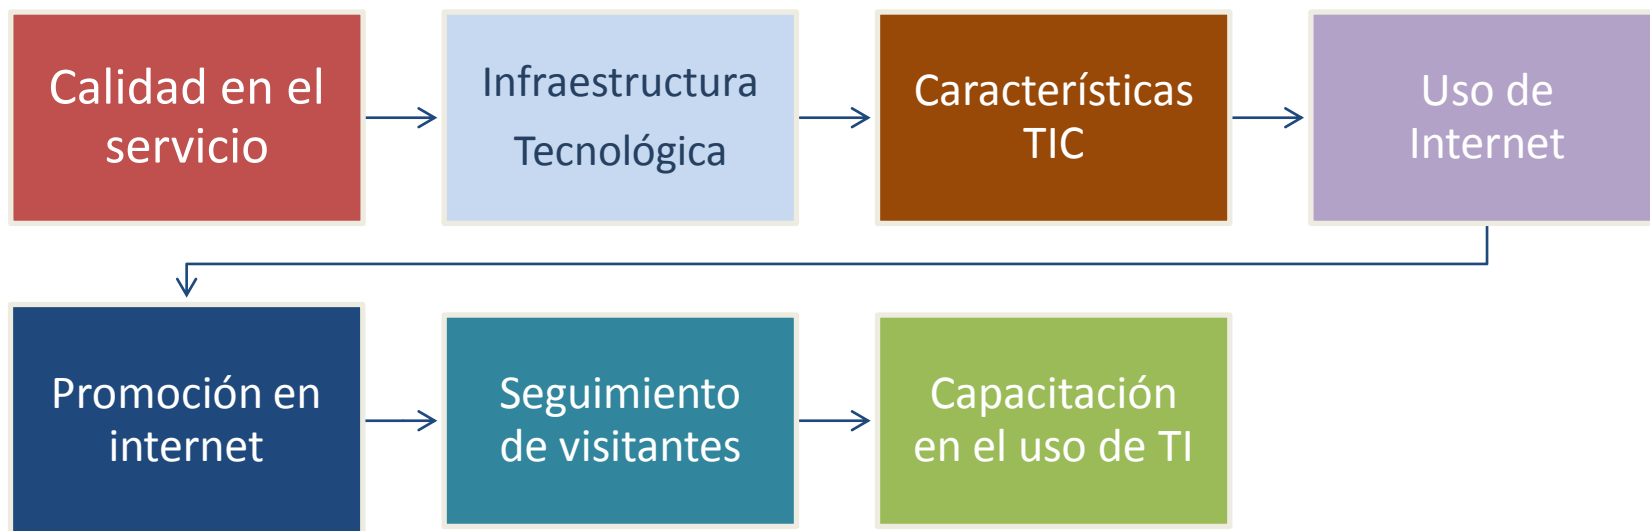 Calidad en el
servicio
Infraestructura
Tecnológica
Características
TIC
Uso de
Internet
Promoción en
internet
Seguimiento
de visitantes
Capacitación
en el uso de TI